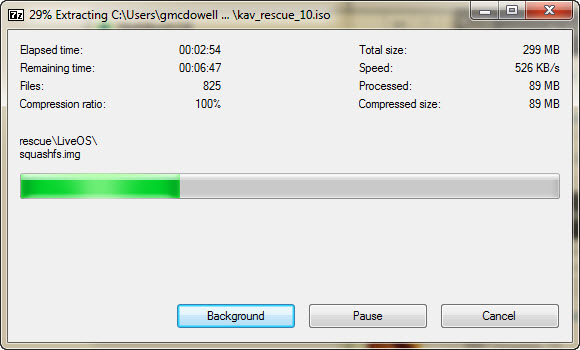 7z 29% Extracting C:\Users\gmcdowell ... \kav_rescue_10.iso
Elapsed time: 00:02:54 Total size: 299 MB
Remaining time: 00:06:47 Speed: 526 KB/s
Files: 825 Processed: 89 MB
Compression ratio: 100% Compressed size: 89 MB
rescue\LiveOS\
squashfs.img
Background Pause Cancel